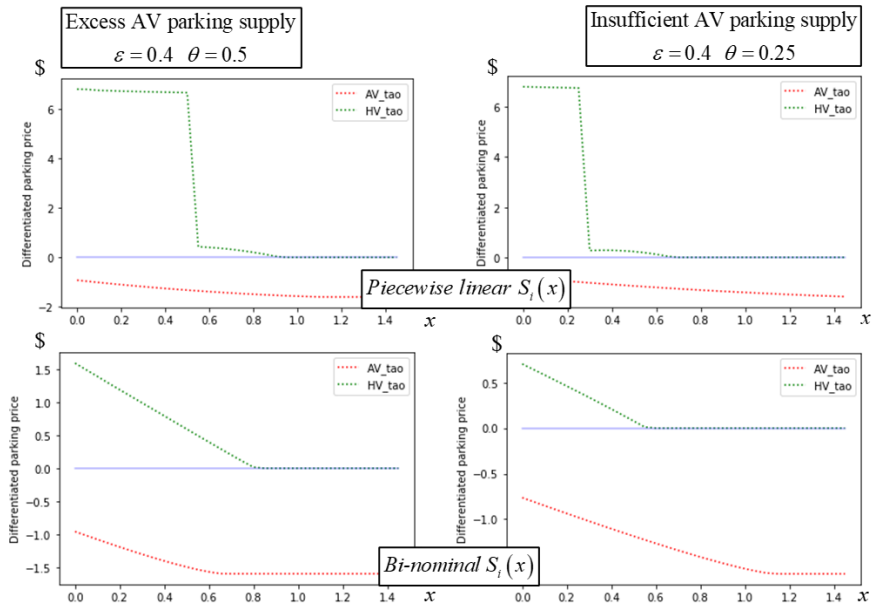 Excess AV parking supply
ε = 0.4 θ = 0.5
Insufficient AV parking supply
ε = 0.4 θ = 0.25
$
Differentiated parking price
6
4
2
0
−2
AV_tao
HV_tao
0.0 0.2 0.4 0.6 0.8 1.0 1.2 1.4
x
$
Differentiated parking price
6
4
2
0
AV_tao
HV_tao
0.0 0.2 0.4 0.6 0.8 1.0 1.2 1.4
x
Piecewise linear S_i(x)
$
Differentiated parking price
1.5
1.0
0.5
0.0
−0.5
−1.0
−1.5
AV_tao
HV_tao
0.0 0.2 0.4 0.6 0.8 1.0 1.2 1.4
x
$
Differentiated parking price
0.5
0.0
−0.5
−1.0
AV_tao
HV_tao
0.0 0.2 0.4 0.6 0.8 1.0 1.2 1.4
x
Bi-nominal S_i(x)